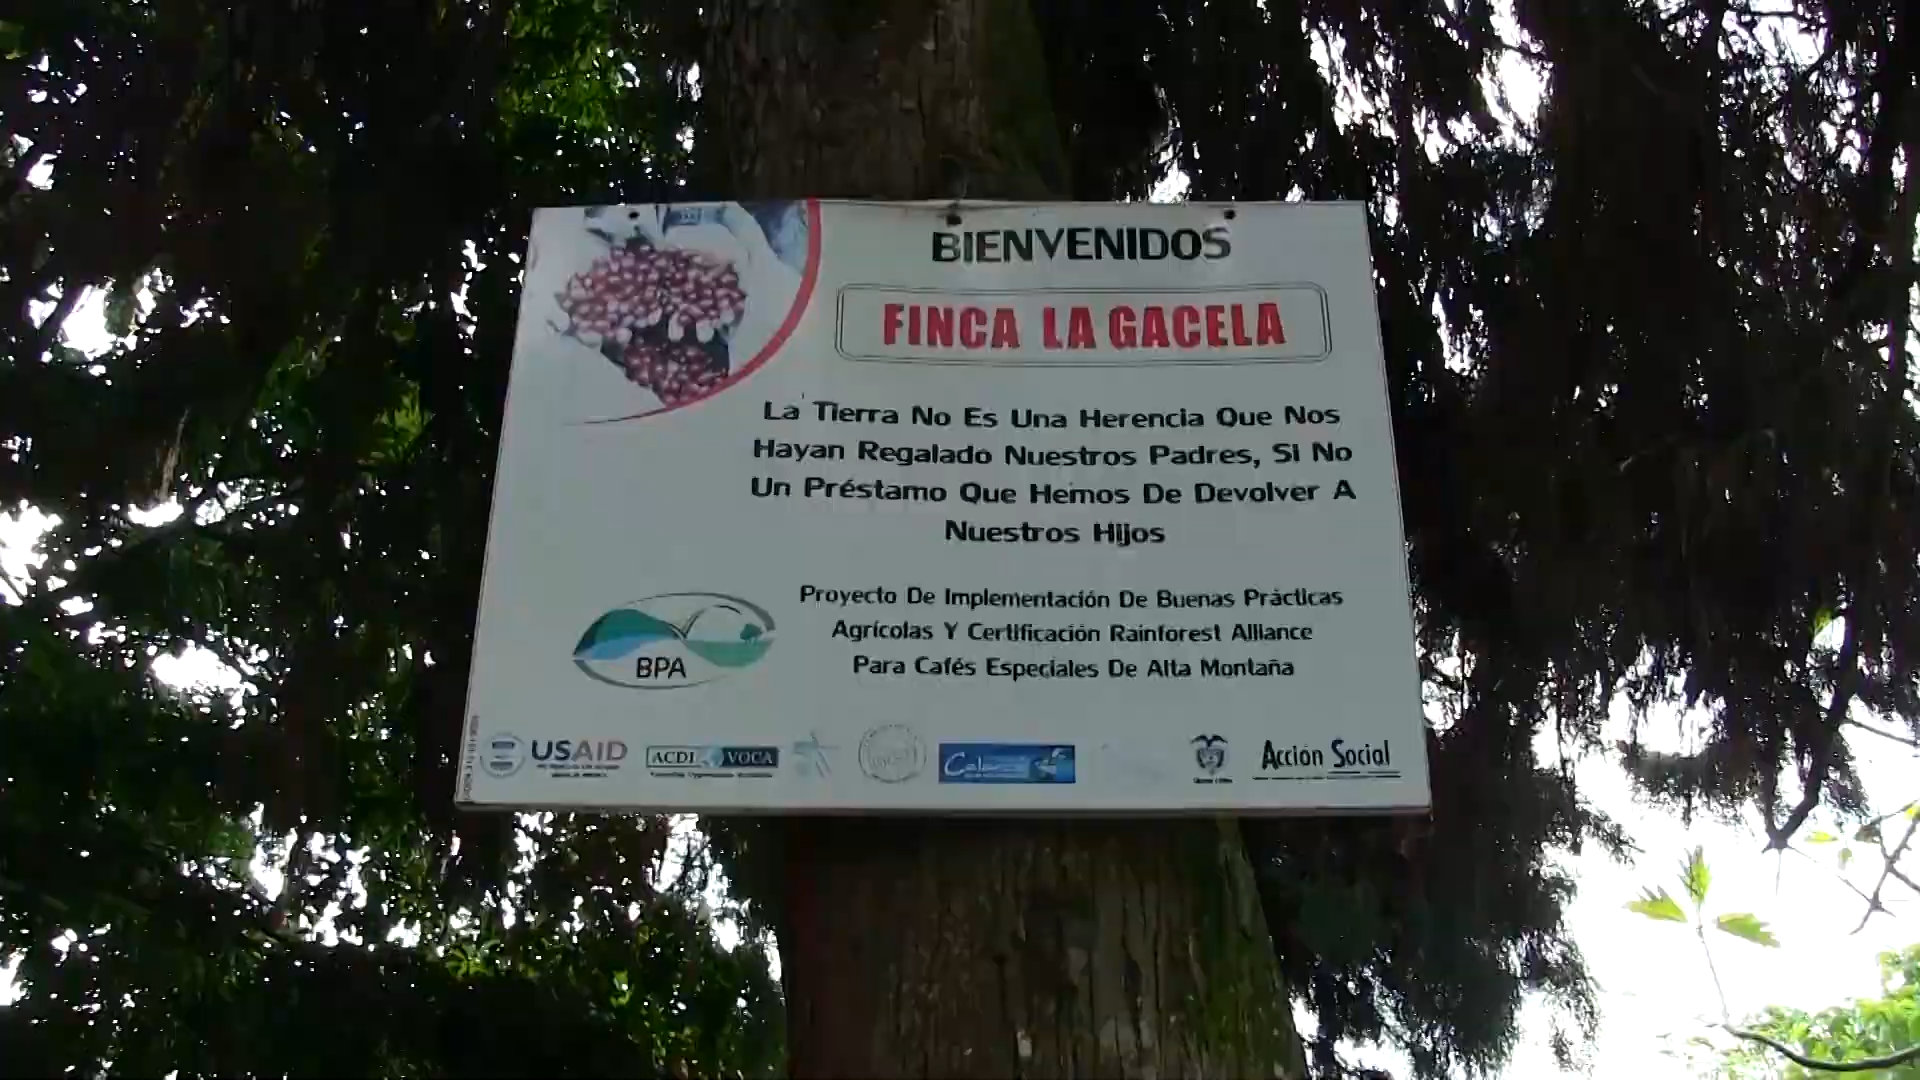 BIENVENIDOS
FINCA LA GACELA
La Tierra No Es Una Herencia Que Nos
Hayan Regalado Nuestros Padres, Si No
Un Préstamo Que Hemos De Devolver A
Nuestros Hijos
Proyecto De Implementación De Buenas Prácticas
Agrícolas Y Certificación Rainforest Alliance
Para Cafés Especiales De Alta Montaña
BPA
USAID
ACDI VOCA
Acción Social